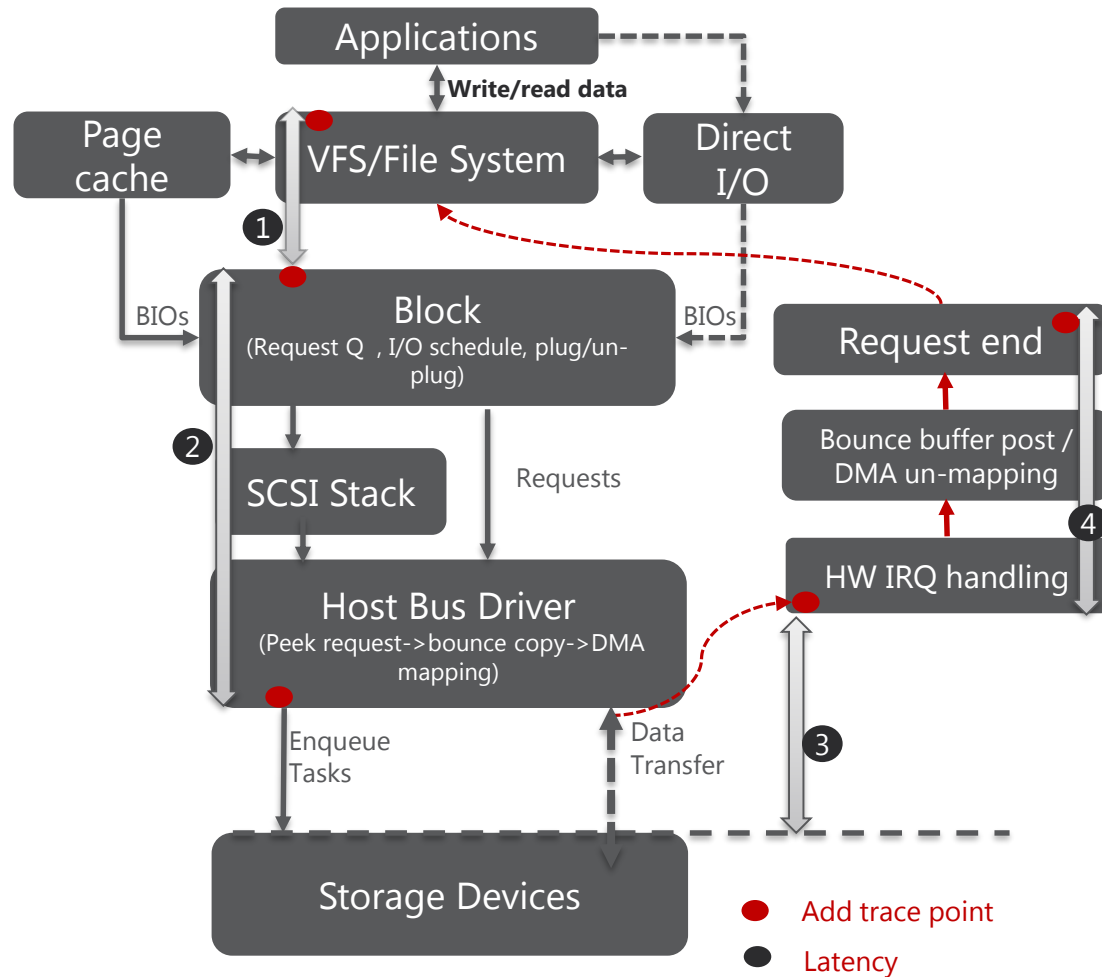 Applications
Write/read data
Page
cache
VFS/File System
Direct
I/O
1
Block
(Request Q , I/O schedule, plug/un-
plug)
BIOs
BIOs
Request end
2
Bounce buffer post /
DMA un-mapping
SCSI Stack
Requests
4
HW IRQ handling
Host Bus Driver
(Peek request->bounce copy->DMA
mapping)
Enqueue
Tasks
Data
Transfer
3
Storage Devices
Add trace point
Latency